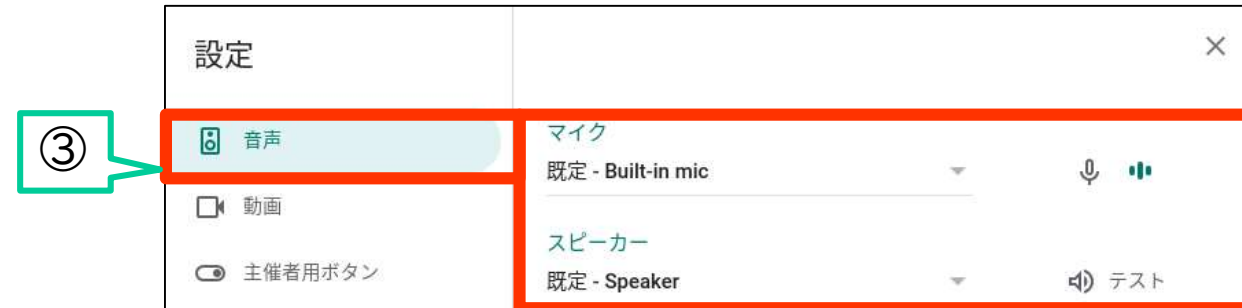 設定
③
音声
動画
主催者用ボタン
マイク
既定 - Built-in mic
スピーカー
既定 - Speaker
テスト